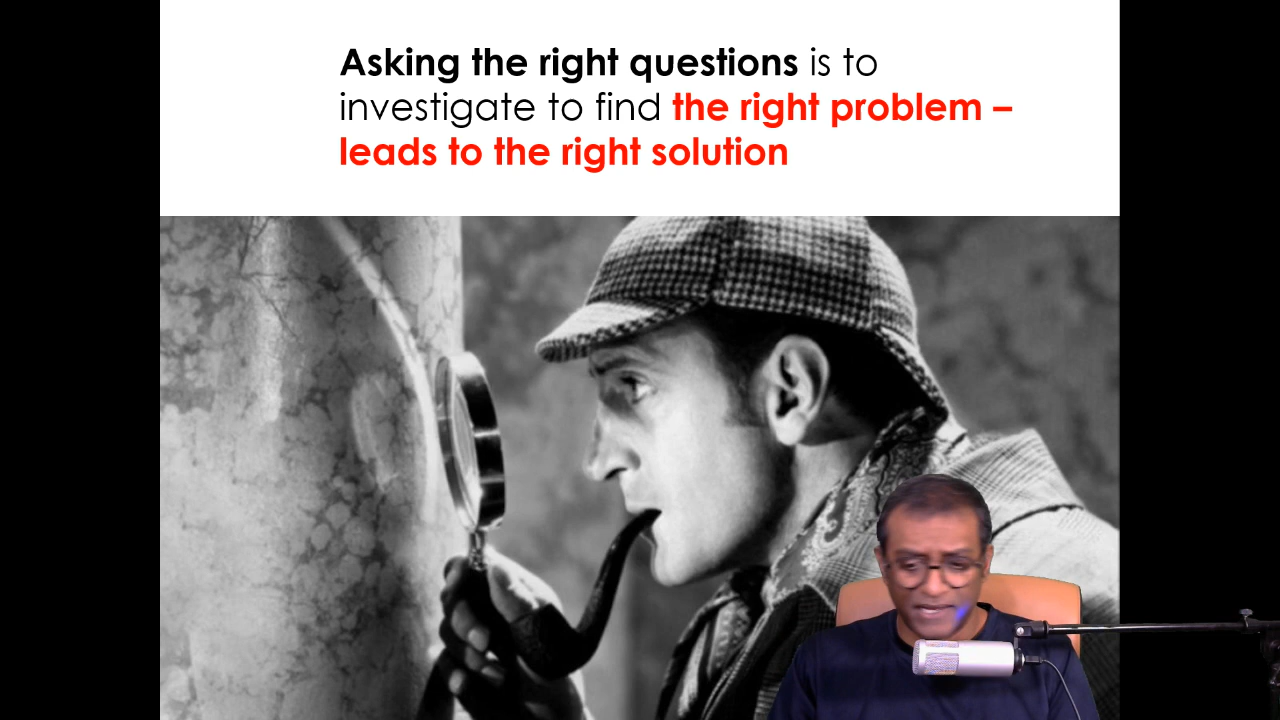 Asking the right questions is to
investigate to find the right problem –
leads to the right solution